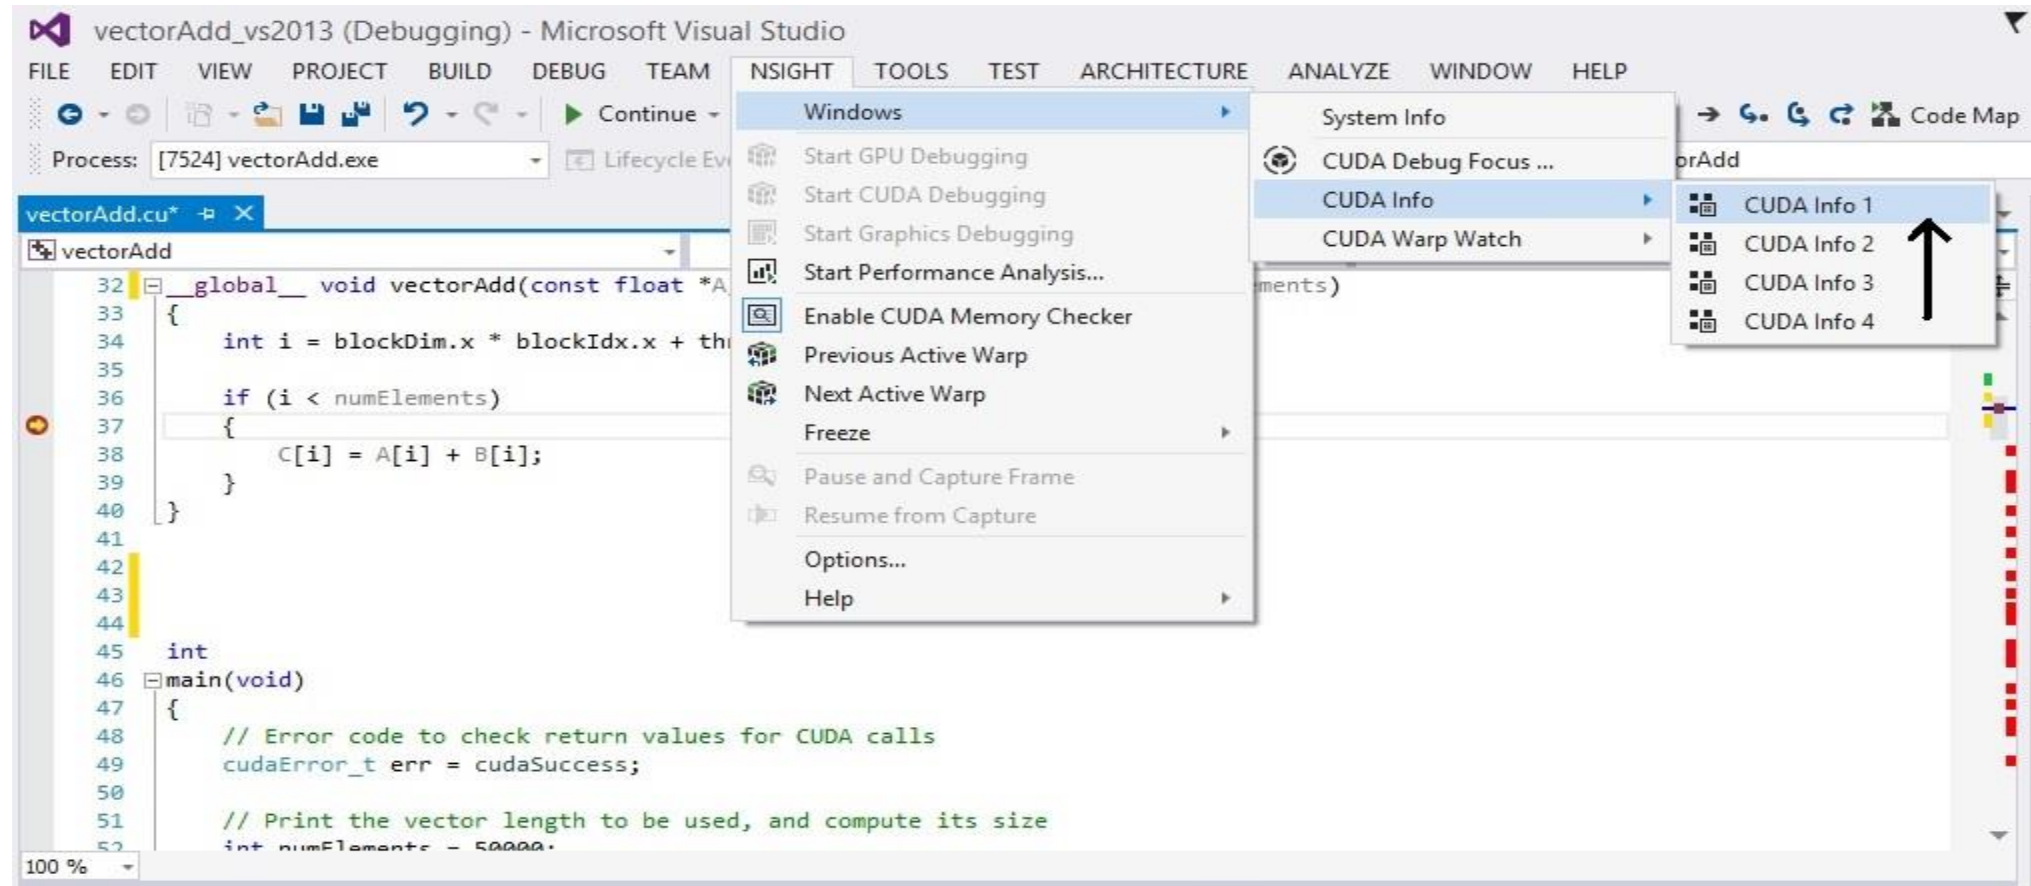 vectorAdd_vs2013 (Debugging) - Microsoft Visual Studio
FILE EDIT VIEW PROJECT BUILD DEBUG TEAM NSIGHT TOOLS TEST ARCHITECTURE ANALYZE WINDOW HELP
Continue
Code Map
Process: [7524] vectorAdd.exe
Lifecycle
orAdd
Windows
Start GPU Debugging
Start CUDA Debugging
Start Graphics Debugging
Start Performance Analysis...
Enable CUDA Memory Checker
Previous Active Warp
Next Active Warp
Freeze
Pause and Capture Frame
Resume from Capture
Options...
Help
System Info
CUDA Debug Focus ...
CUDA Info
CUDA Warp Watch
CUDA Info 1
CUDA Info 2
CUDA Info 3
CUDA Info 4
vectorAdd.cu*
vectorAdd
32 __global__ void vectorAdd(const float *A ements)
33 {
34 int i = blockDim.x * blockIdx.x + th
35
36 if (i < numElements)
37 {
38 C[i] = A[i] + B[i];
39 }
40 }
41
42
43
44
45 int
46 main(void)
47 {
48 // Error code to check return values for CUDA calls
49 cudaError_t err = cudaSuccess;
50
51 // Print the vector length to be used, and compute its size
52 int numElements = 50000;
100 %